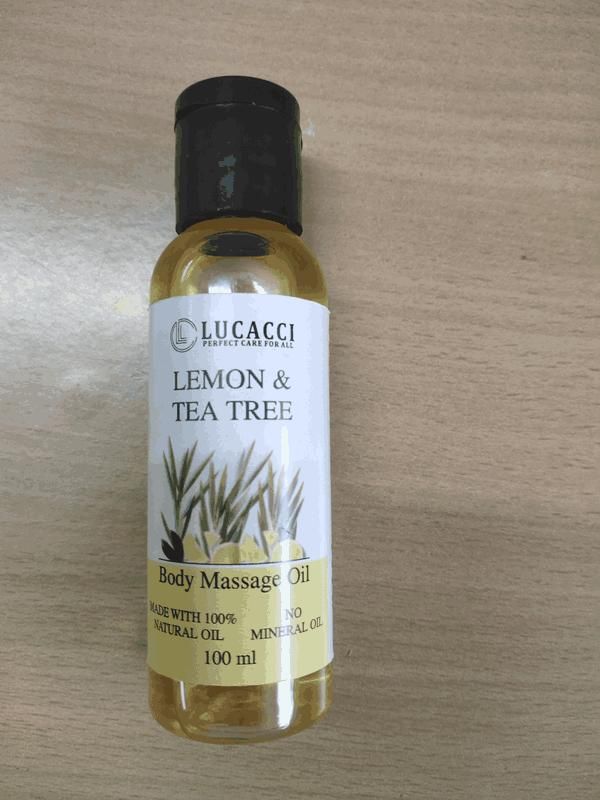 LUCACCI
PERFECT CARE FOR ALL
LEMON &
TEA TREE
Body Massage Oil
MADE WITH 100%
NATURAL OIL
NO
MINERAL OIL
100 ml